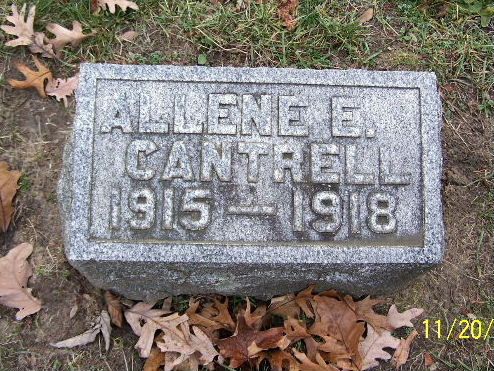 ALLENE E.
CANTRELL
1915 — 1918
11/20/